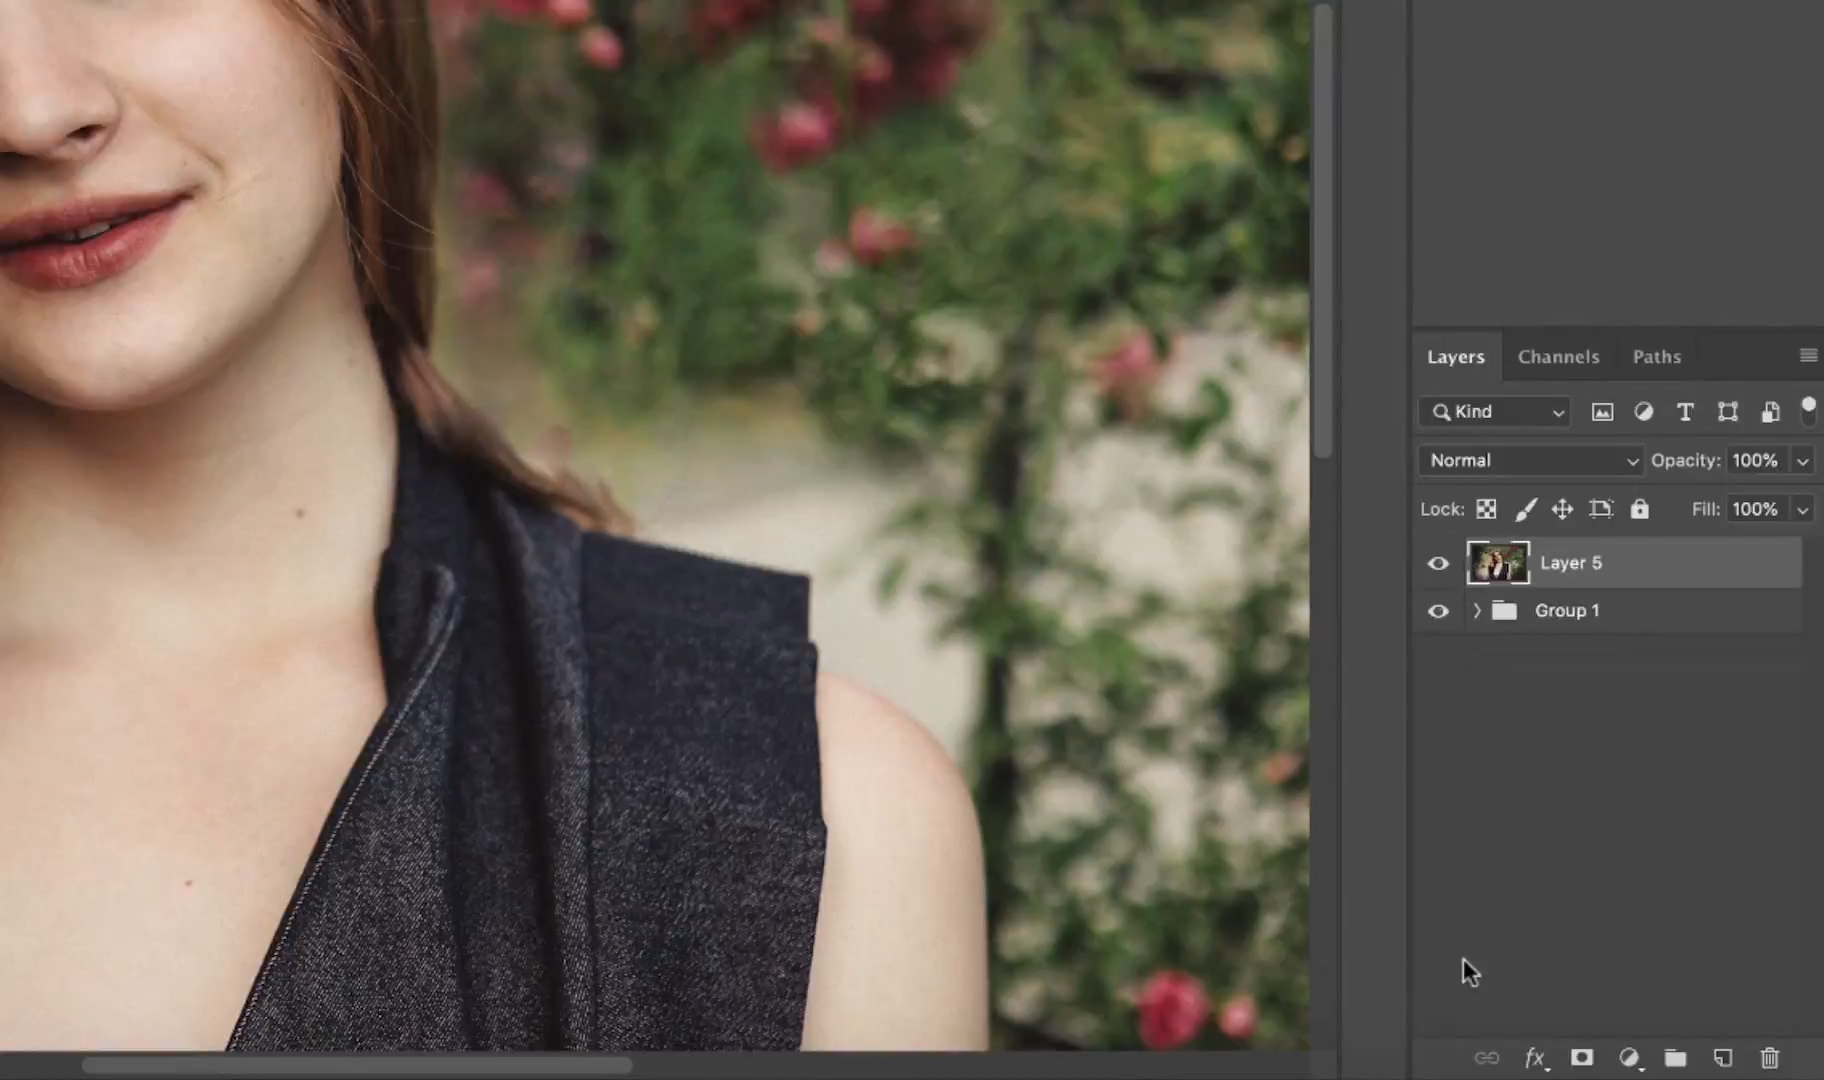 Layers Channels Paths
Kind
Normal Opacity: 100%
Lock: Fill: 100%
Layer 5
Group 1
fx